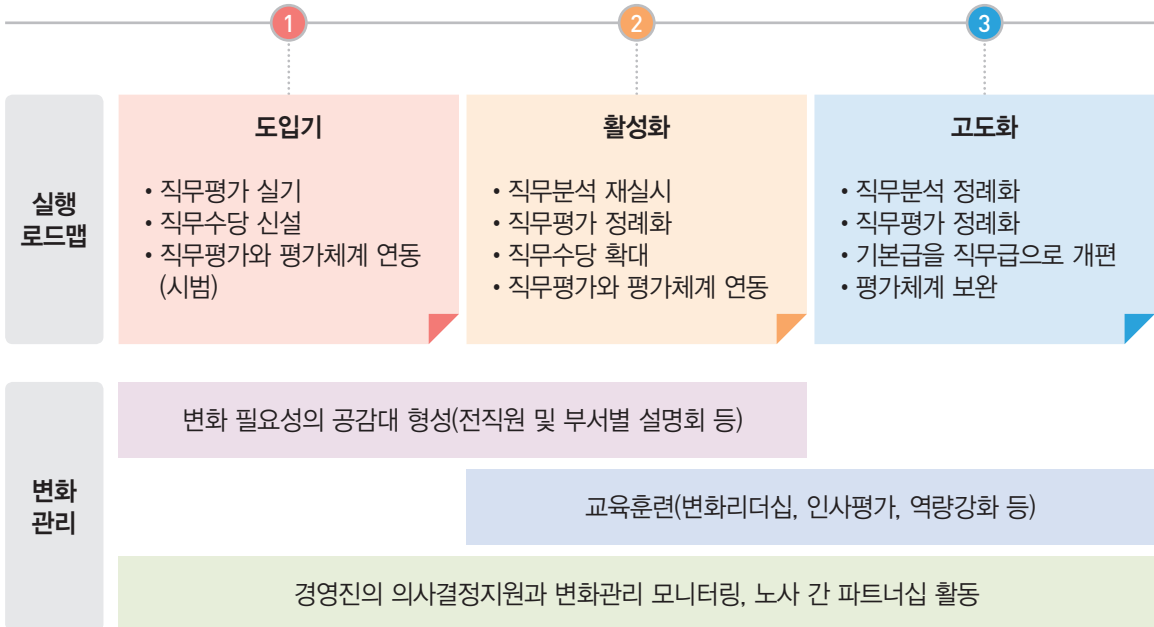 1
2
3
실행
로드맵
도입기
• 직무평가 실기
• 직무수당 신설
• 직무평가와 평가체계 연동
(시범)
활성화
• 직무분석 재실시
• 직무평가 정례화
• 직무수당 확대
• 직무평가와 평가체계 연동
고도화
• 직무분석 정례화
• 직무평가 정례화
• 기본급을 직무급으로 개편
• 평가체계 보완
변화
관리
변화 필요성의 공감대 형성(전직원 및 부서별 설명회 등)
교육훈련(변화리더십, 인사평가, 역량강화 등)
경영진의 의사결정지원과 변화관리 모니터링, 노사 간 파트너십 활동